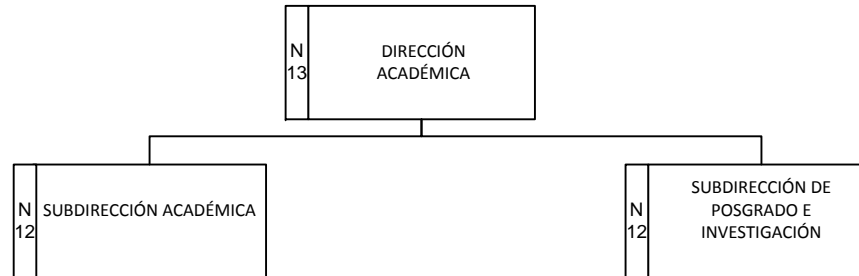 N
13
DIRECCIÓN
ACADÉMICA
N
12
SUBDIRECCIÓN ACADÉMICA
N
12
SUBDIRECCIÓN DE
POSGRADO E
INVESTIGACIÓN